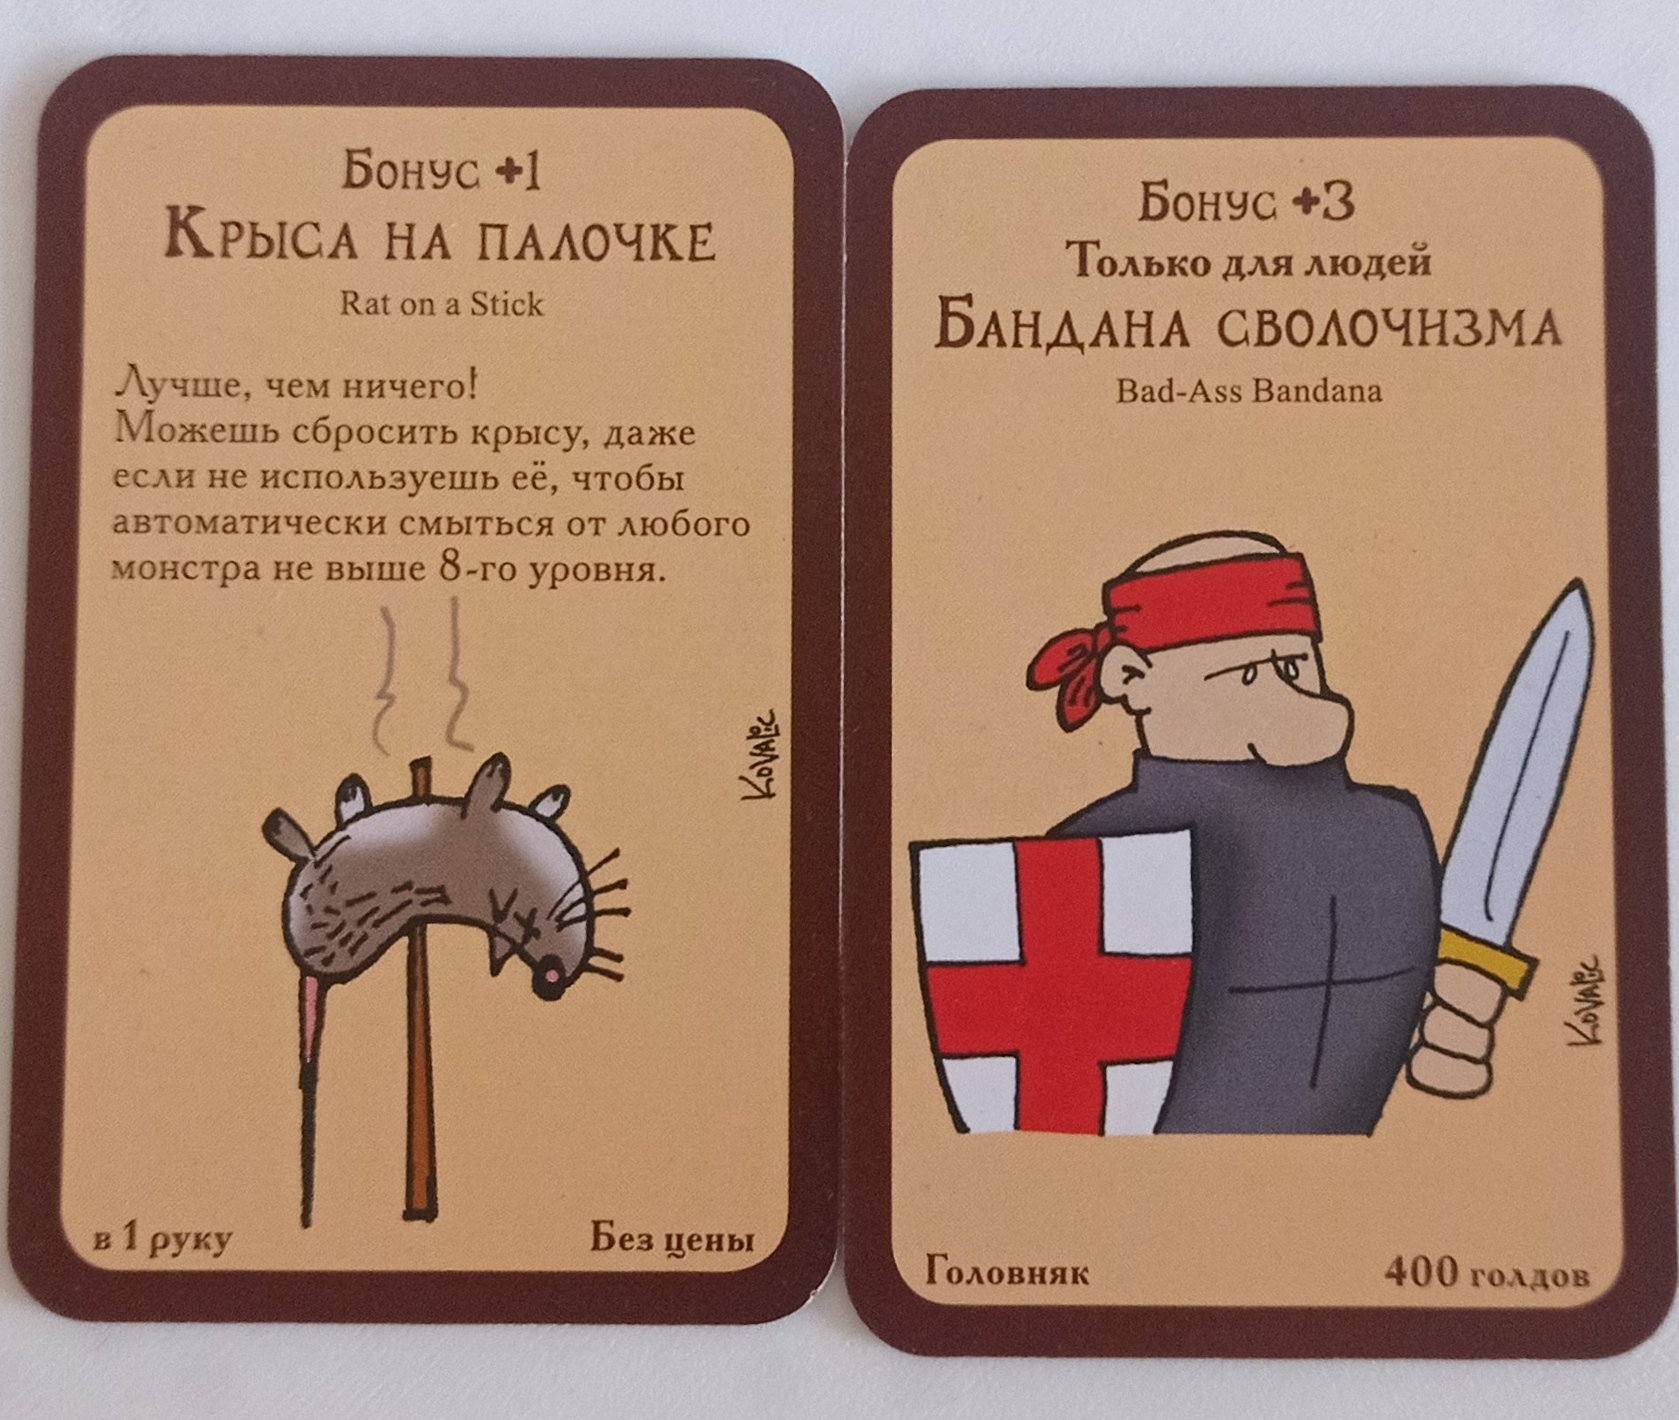 Бонус +1
Крыса на палочке
Rat on a Stick
Лучше, чем ничего!
Можешь сбросить крысу, даже
если не используешь её, чтобы
автоматически смыться от любого
монстра не выше 8-го уровня.
Kovalic
в 1 руку
Без цены
Бонус +3
Только для людей
Бандана сволочизма
Bad-Ass Bandana
Kovalic
Головняк
400 голдов